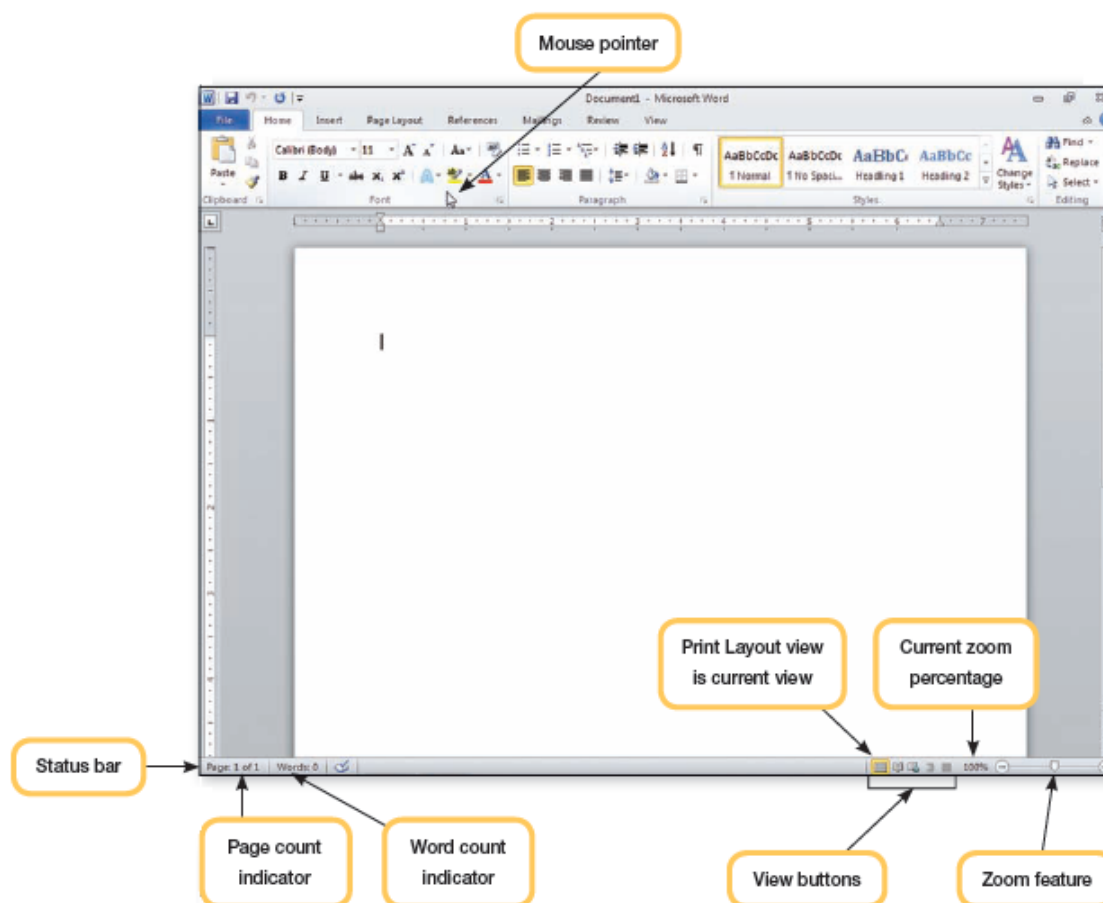 Mouse pointer
Document1 - Microsoft Word
File Home Insert Page Layout References Mailings Review View
Calibri (Body) 11 Find
AaBbCcDc AaBbCcDc AaBbC AaBbCc Replace
Paste ¶ Normal ¶ No Spaci... Heading 1 Heading 2 Change Styles Select
Clipboard Font Paragraph Styles Editing
Print Layout view
is current view
Current zoom
percentage
Status bar
Page: 1 of 1 Words: 0 100%
Page count
indicator
Word count
indicator
View buttons
Zoom feature